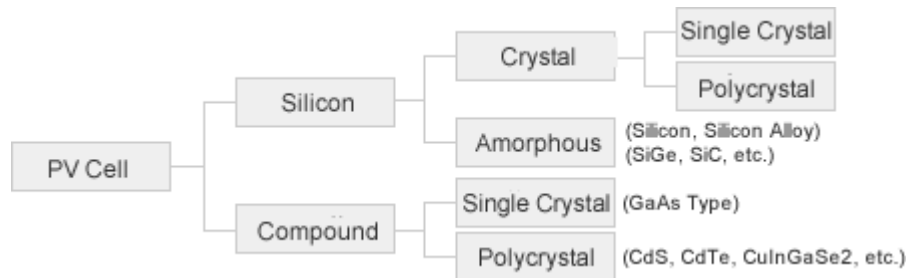 Single Crystal
Crystal
Polycrystal
Silicon
Amorphous (Silicon, Silicon Alloy)
(SiGe, SiC, etc.)
PV Cell
Single Crystal (GaAs Type)
Compound
Polycrystal (CdS, CdTe, CuInGaSe2, etc.)